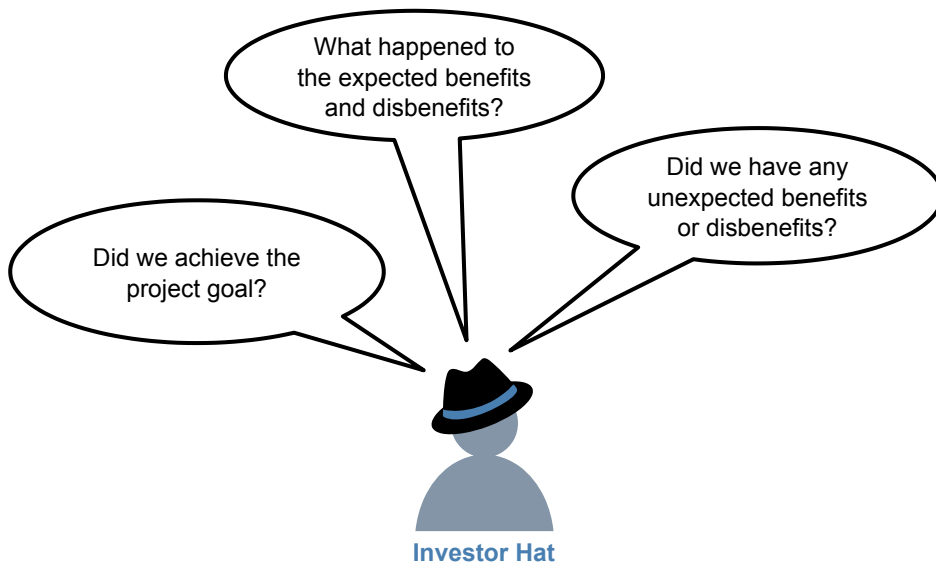 What happened to
the expected benefits
and disbenefits?
Did we have any
unexpected benefits
or disbenefits?
Did we achieve the
project goal?
Investor Hat